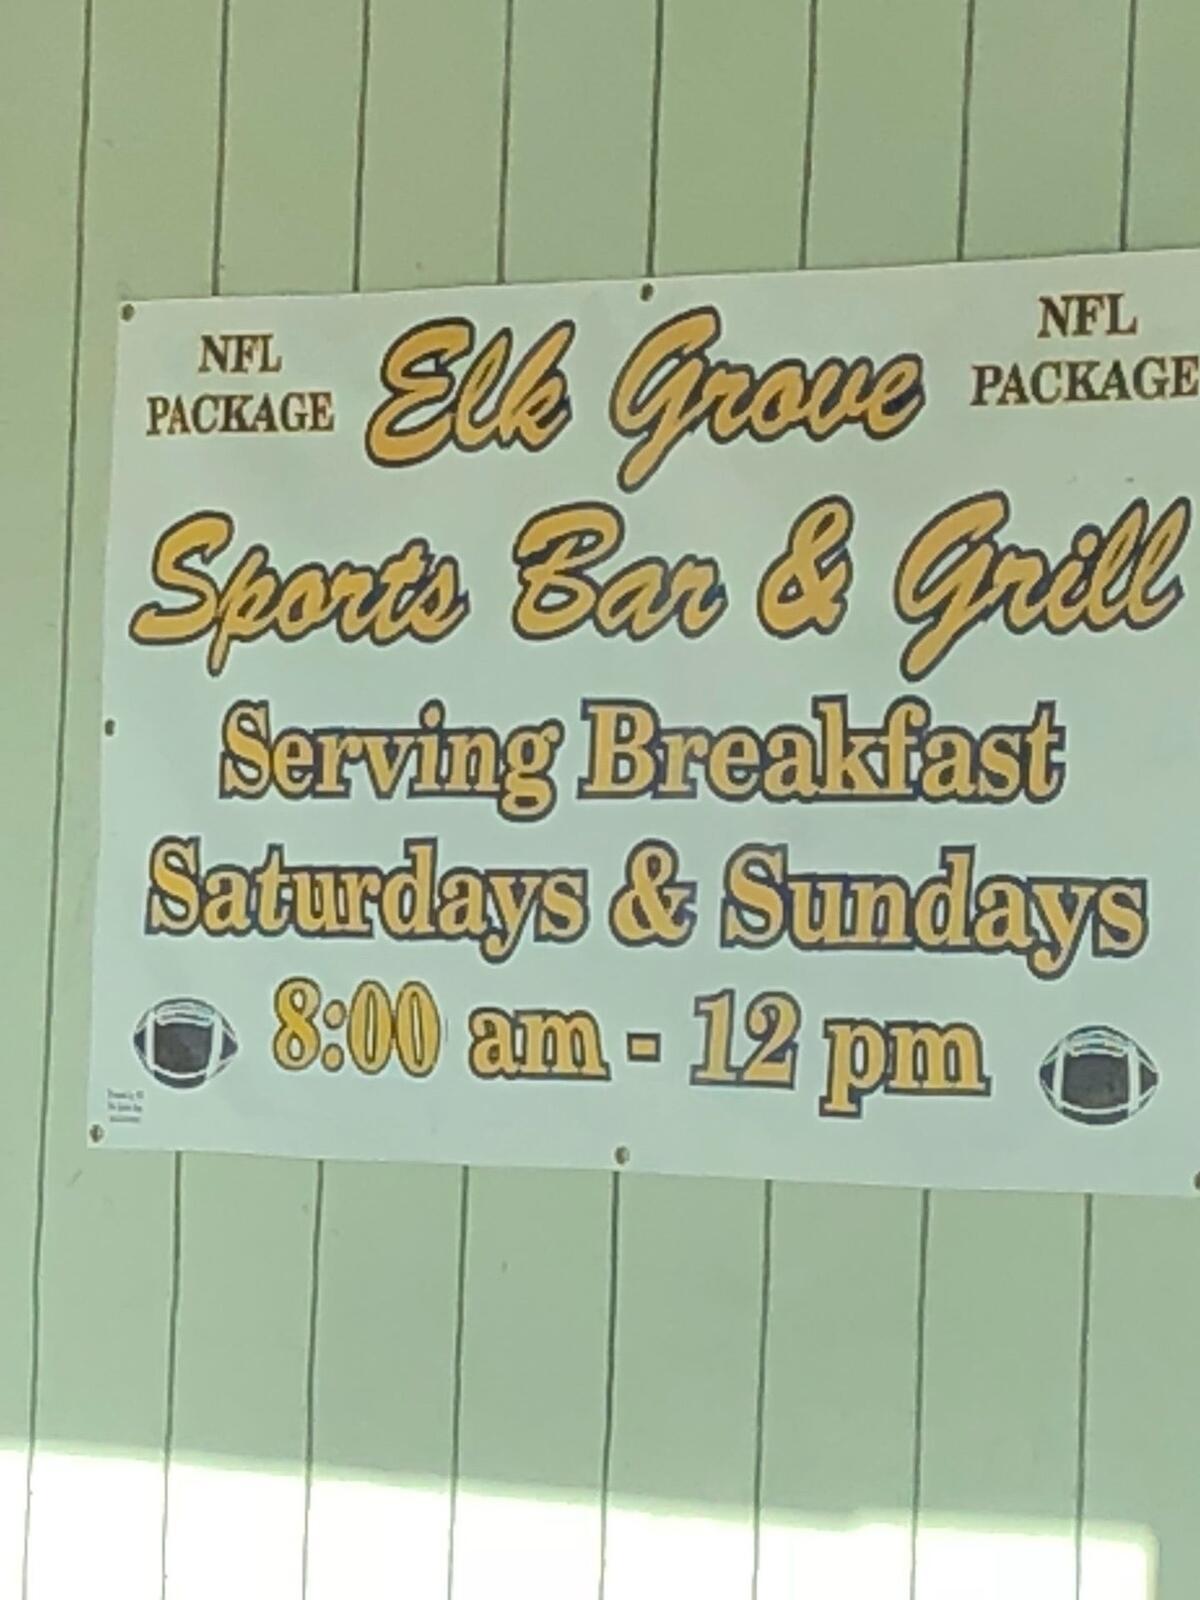 NFL PACKAGE
Elk Grove
NFL PACKAGE
Sports Bar & Grill
Serving Breakfast
Saturdays & Sundays
8:00 am - 12 pm